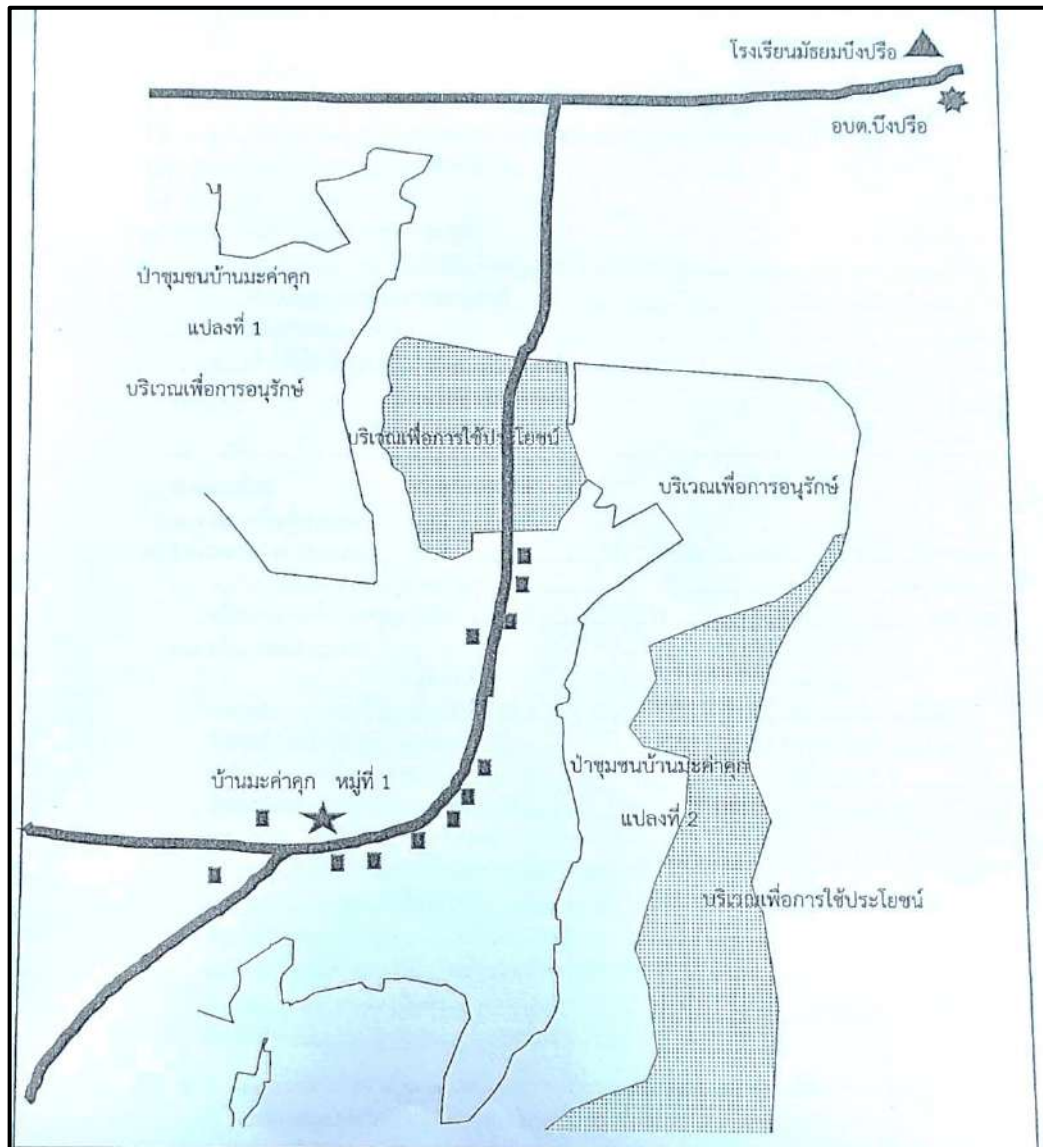 โรงเรียนมัธยมบึงปรือ
อบต.บึงปรือ
ป่าชุมชนบ้านมะค่าคุก
แปลงที่ 1
บริเวณเพื่อการอนุรักษ์
บริเวณเพื่อการใช้ประโยชน์
บริเวณเพื่อการอนุรักษ์
บ้านมะค่าคุก หมู่ที่ 1
ป่าชุมชนบ้านมะค่าคุก
แปลงที่ 2
บริเวณเพื่อการใช้ประโยชน์